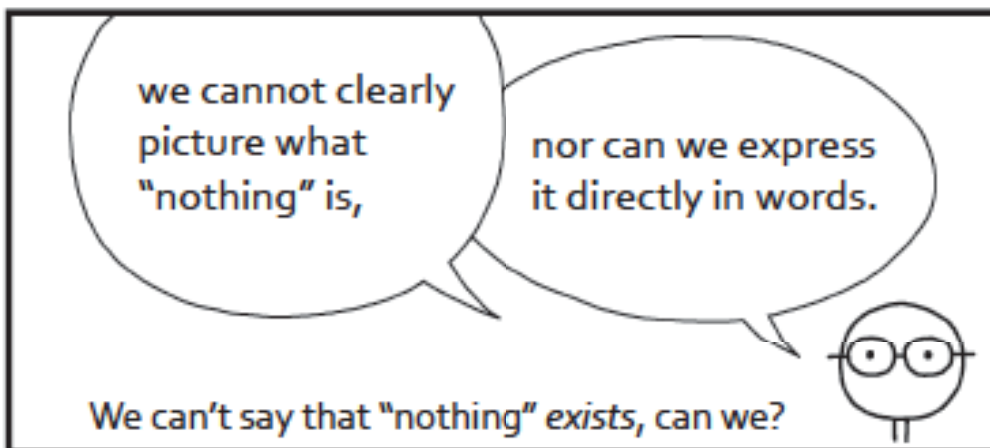 we cannot clearly
picture what
“nothing” is,
nor can we express
it directly in words.
We can’t say that “nothing” exists, can we?